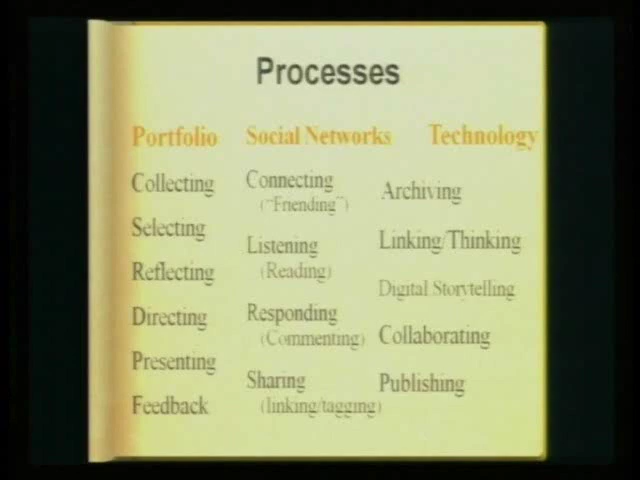 Processes
Portfolio
Collecting
Selecting
Reflecting
Directing
Presenting
Feedback
Social Networks
Connecting
("Friending")
Listening
(Reading)
Responding
(Commenting)
Sharing
(linking/tagging)
Technology
Archiving
Linking/Thinking
Digital Storytelling
Collaborating
Publishing